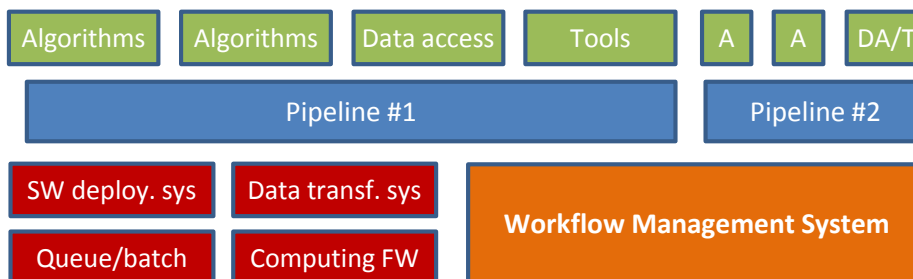 Algorithms Algorithms Data access Tools A A DA/T
Pipeline #1 Pipeline #2
SW deploy. sys Data transf. sys
Workflow Management System
Queue/batch Computing FW